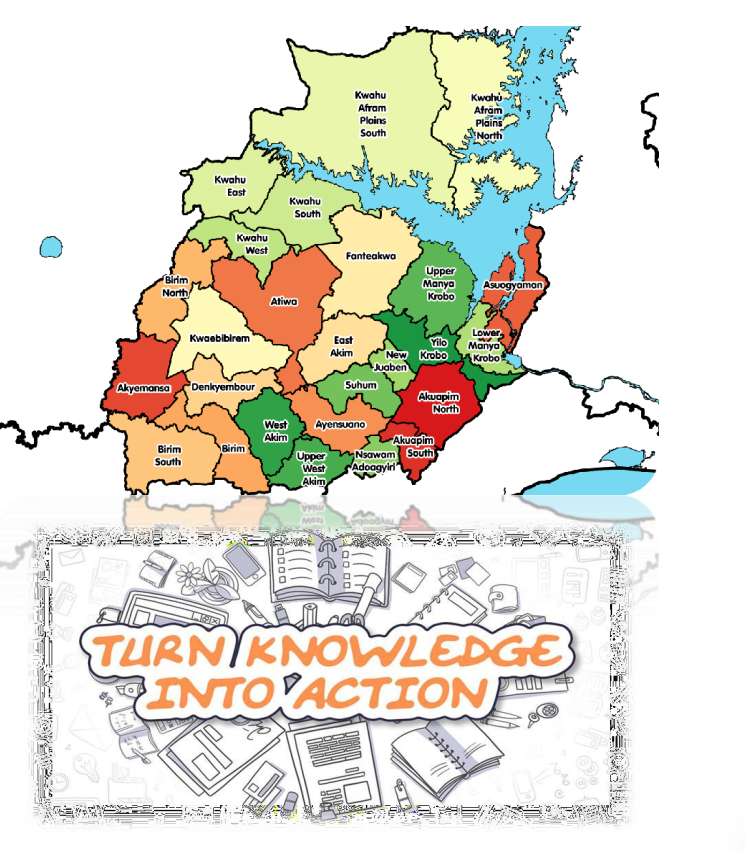 Kwahu
Afram
Plains
South
Kwahu
Afram
Plains
North
Kwahu
East
Kwahu
South
Kwahu
West
Fanteakwa
Birim
North
Upper
Manya
Krobo
Asuogyaman
Atiwa
Kwaebibirem
East
Akim
Yilo
Krobo
Lower
Manya
Krobo
New
Juaben
Akyemansa
Denkyembour
Suhum
Akuapim
North
West
Akim
Ayensuano
Birim
South
Birim
Akuapim
South
Upper
West
Akim
Nsawam
Adoagyiri
TURN KNOWLEDGE
INTO ACTION